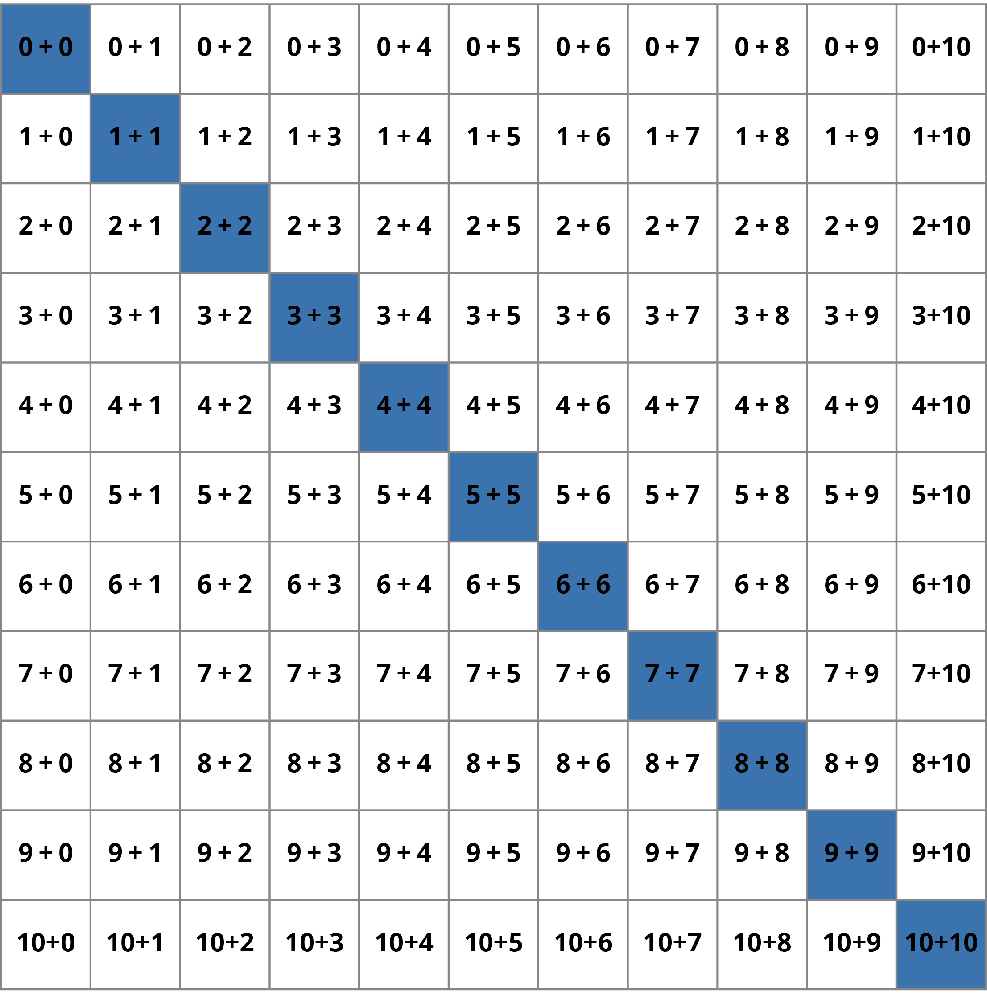 0 + 0 0 + 1 0 + 2 0 + 3 0 + 4 0 + 5 0 + 6 0 + 7 0 + 8 0 + 9 0+10
1 + 0 1 + 1 1 + 2 1 + 3 1 + 4 1 + 5 1 + 6 1 + 7 1 + 8 1 + 9 1+10
2 + 0 2 + 1 2 + 2 2 + 3 2 + 4 2 + 5 2 + 6 2 + 7 2 + 8 2 + 9 2+10
3 + 0 3 + 1 3 + 2 3 + 3 3 + 4 3 + 5 3 + 6 3 + 7 3 + 8 3 + 9 3+10
4 + 0 4 + 1 4 + 2 4 + 3 4 + 4 4 + 5 4 + 6 4 + 7 4 + 8 4 + 9 4+10
5 + 0 5 + 1 5 + 2 5 + 3 5 + 4 5 + 5 5 + 6 5 + 7 5 + 8 5 + 9 5+10
6 + 0 6 + 1 6 + 2 6 + 3 6 + 4 6 + 5 6 + 6 6 + 7 6 + 8 6 + 9 6+10
7 + 0 7 + 1 7 + 2 7 + 3 7 + 4 7 + 5 7 + 6 7 + 7 7 + 8 7 + 9 7+10
8 + 0 8 + 1 8 + 2 8 + 3 8 + 4 8 + 5 8 + 6 8 + 7 8 + 8 8 + 9 8+10
9 + 0 9 + 1 9 + 2 9 + 3 9 + 4 9 + 5 9 + 6 9 + 7 9 + 8 9 + 9 9+10
10+0 10+1 10+2 10+3 10+4 10+5 10+6 10+7 10+8 10+9 10+10